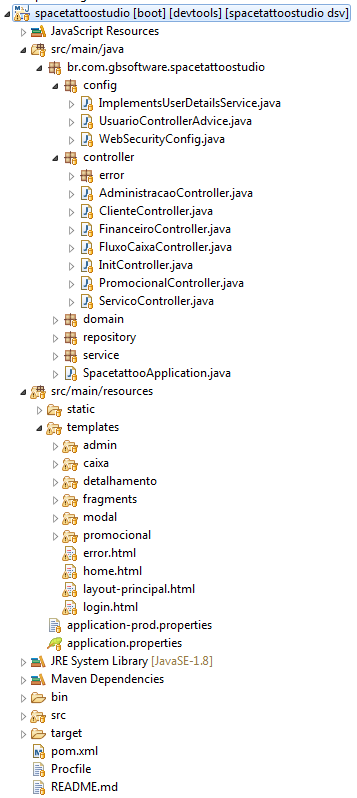 spacetattoostudio [boot] [devtools] [spacetattoostudio dsv]
JavaScript Resources
src/main/java
br.com.gbsoftware.spacetattoostudio
config
ImplementsUserDetailsService.java
UsuarioControllerAdvice.java
WebSecurityConfig.java
controller
error
AdministracaoController.java
ClienteController.java
FinanceiroController.java
FluxoCaixaController.java
InitController.java
PromocionalController.java
ServicoController.java
domain
repository
service
SpacetattooApplication.java
src/main/resources
static
templates
admin
caixa
detalhamento
fragments
modal
promocional
error.html
home.html
layout-principal.html
login.html
application-prod.properties
application.properties
JRE System Library [JavaSE-1.8]
Maven Dependencies
bin
src
target
pom.xml
Procfile
README.md